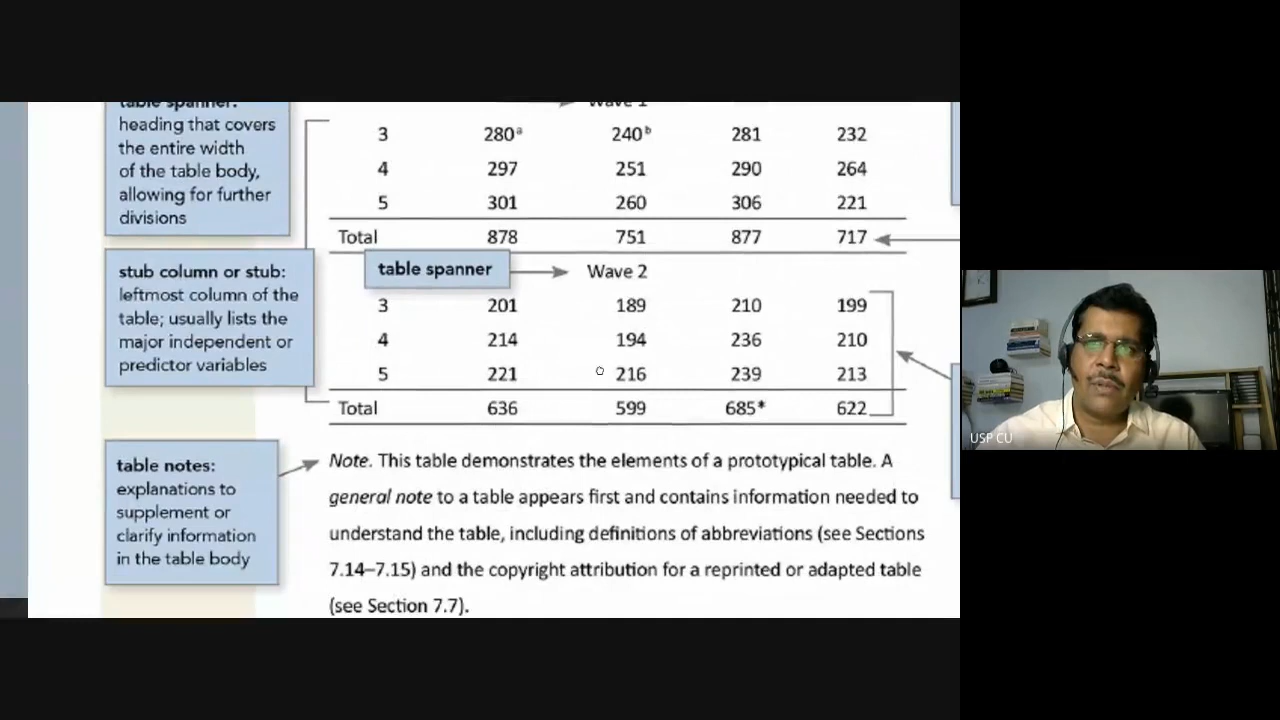 table spanner:
heading that covers
the entire width
of the table body,
allowing for further
divisions
Wave 1
3 280ᵃ 240ᵇ 281 232
4 297 251 290 264
5 301 260 306 221
Total 878 751 877 717
table spanner
Wave 2
stub column or stub:
leftmost column of the
table; usually lists the
major independent or
predictor variables
3 201 189 210 199
4 214 194 236 210
5 221 216 239 213
Total 636 599 685* 622
table notes:
explanations to
supplement or
clarify information
in the table body
Note. This table demonstrates the elements of a prototypical table. A
general note to a table appears first and contains information needed to
understand the table, including definitions of abbreviations (see Sections
7.14–7.15) and the copyright attribution for a reprinted or adapted table
(see Section 7.7).
USP CU